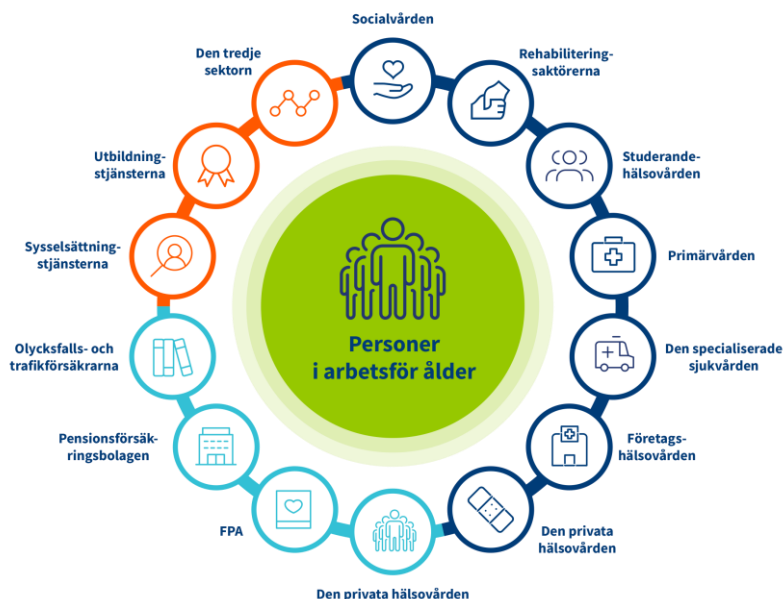 Socialvården
Den tredje
sektorn
Rehabilitering-
saktörerna
Utbildning-
stjänsterna
Studerande-
hälsovården
Sysselsättning-
stjänsterna
Primärvården
Personer
i arbetsför ålder
Olycksfalls- och
trafikförsäkrarna
Den specialiserade
sjukvården
Pensionsförsäk-
ringsbolagen
Företags-
hälsovården
FPA
Den privata
hälsovården
Den privata hälsovården